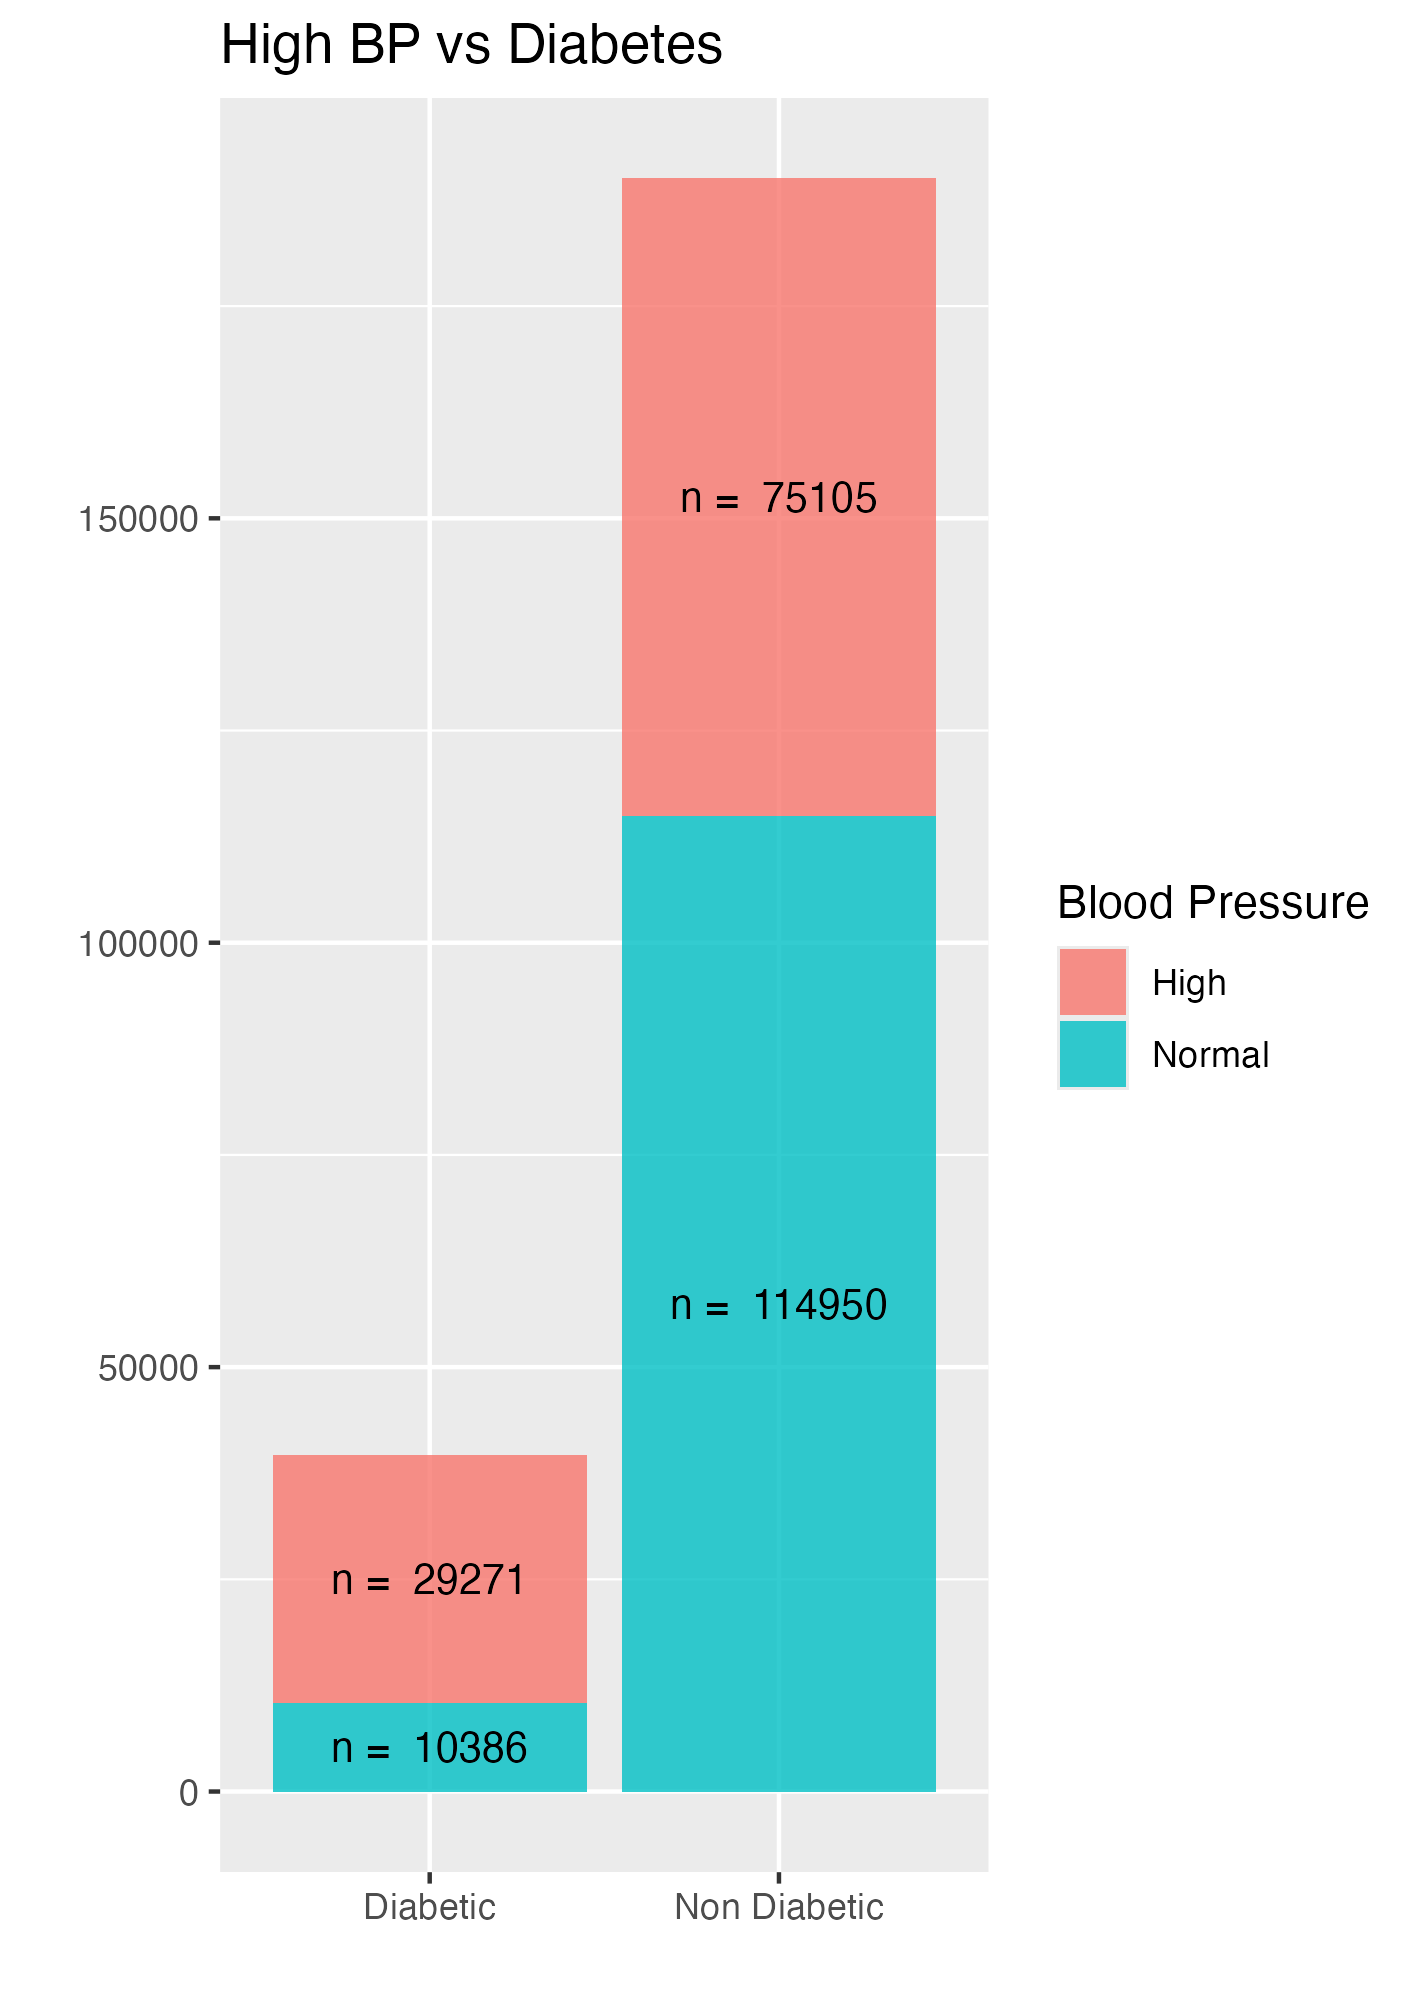 High BP vs Diabetes
150000
100000
50000
0
n = 75105
n = 114950
n = 29271
n = 10386
Diabetic
Non Diabetic
Blood Pressure
High
Normal